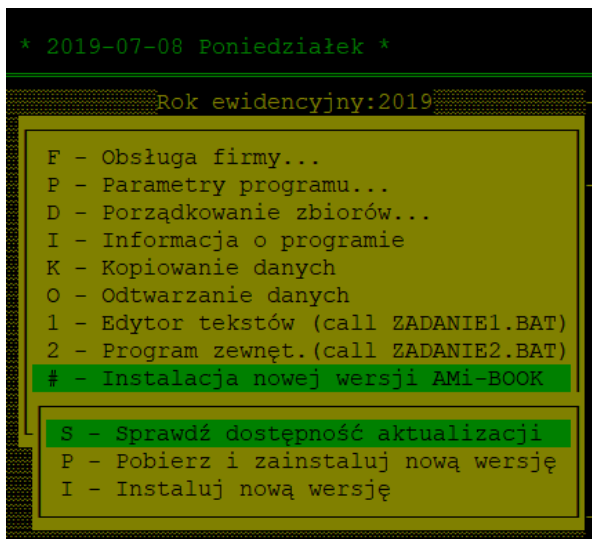 * 2019-07-08 Poniedziałek *
Rok ewidencyjny:2019
F - Obsługa firmy...
P - Parametry programu...
D - Porządkowanie zbiorów...
I - Informacja o programie
K - Kopiowanie danych
O - Odtwarzanie danych
1 - Edytor tekstów (call ZADANIE1.BAT)
2 - Program zewnęt.(call ZADANIE2.BAT)
# - Instalacja nowej wersji AMi-BOOK
S - Sprawdź dostępność aktualizacji
P - Pobierz i zainstaluj nową wersję
I - Instaluj nową wersję